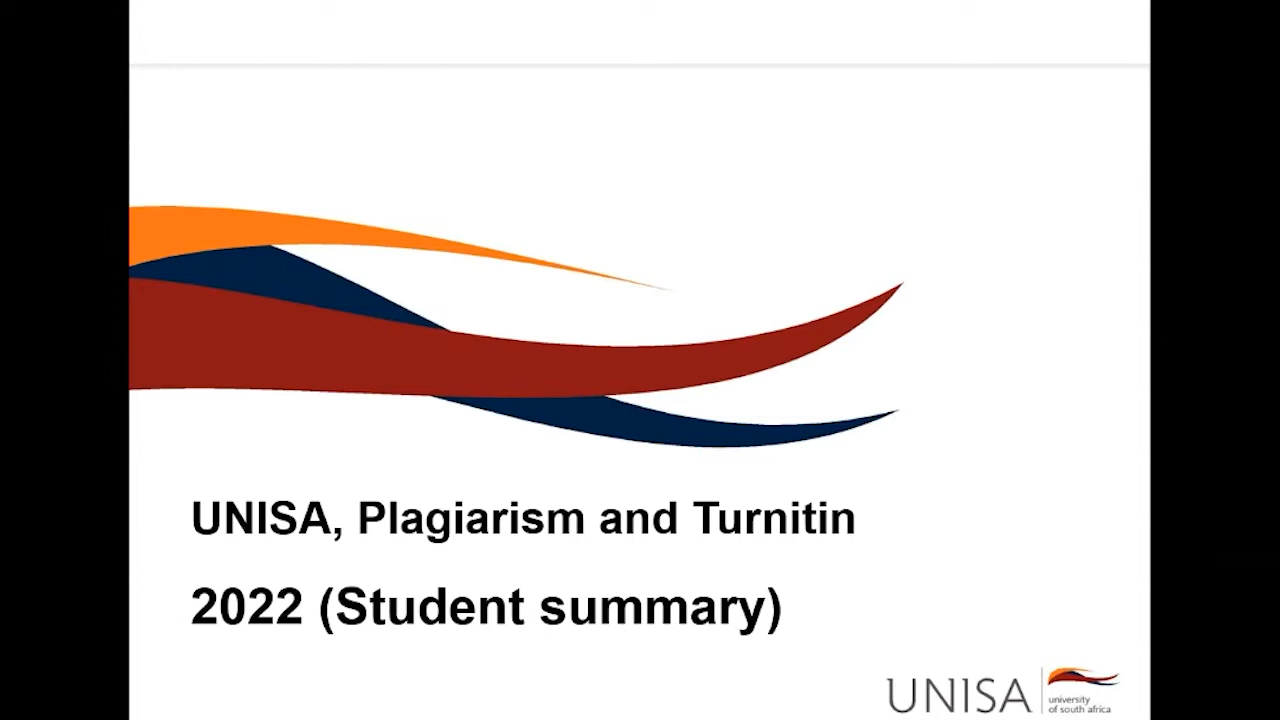 UNISA, Plagiarism and Turnitin
2022 (Student summary)
UNISA
university
of south africa